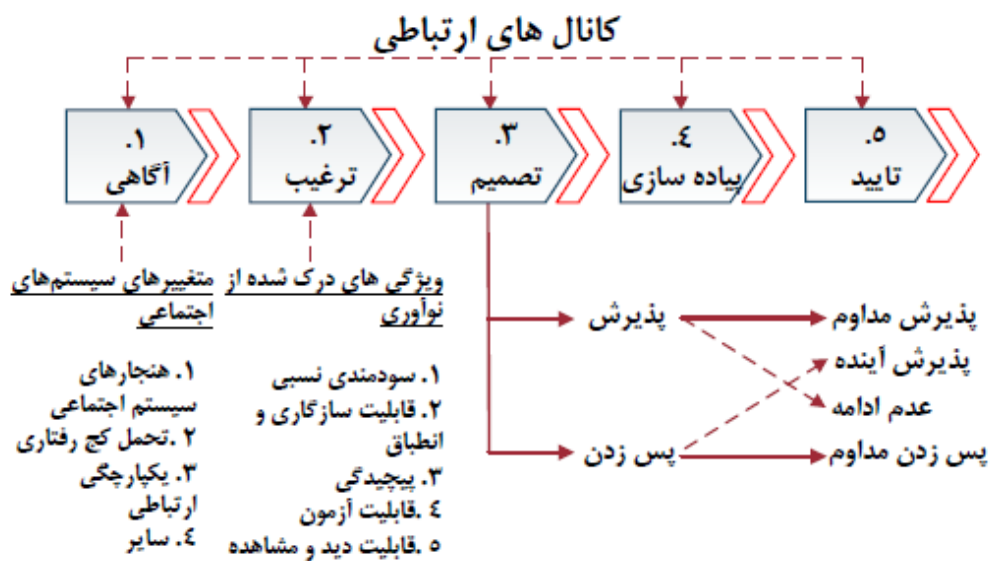 کانال های ارتباطی
۱.
آگاهی
۲.
ترغیب
۳.
تصمیم
۴.
پیاده سازی
۵.
تایید
متغییرهای سیستم‌های
اجتماعی
۱. هنجارهای
سیستم اجتماعی
۲ .تحمل کج رفتاری
۳. یکپارچگی
ارتباطی
۴. سایر
ویژگی های درک شده از
نوآوری
۱. سودمندی نسبی
۲. قابلیت سازگاری و
انطباق
۳. پیچیدگی
۴ .قابلیت آزمون
۵ .قابلیت دید و مشاهده
پذیرش
پس زدن
پذیرش مداوم
پذیرش آینده
عدم ادامه
پس زدن مداوم